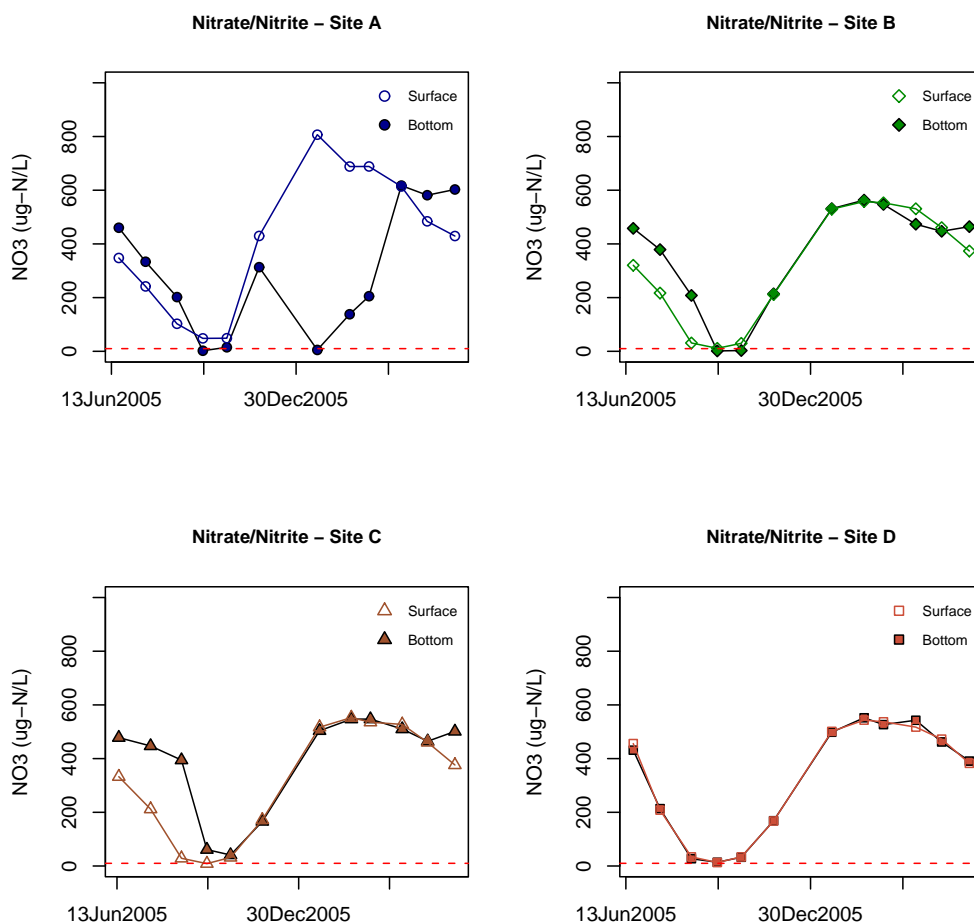 Nitrate/Nitrite − Site A
NO3 (ug−N/L)
0
200
400
600
800
13Jun2005
30Dec2005
Surface
Bottom
Nitrate/Nitrite − Site B
NO3 (ug−N/L)
0
200
400
600
800
13Jun2005
30Dec2005
Surface
Bottom
Nitrate/Nitrite − Site C
NO3 (ug−N/L)
0
200
400
600
800
13Jun2005
30Dec2005
Surface
Bottom
Nitrate/Nitrite − Site D
NO3 (ug−N/L)
0
200
400
600
800
13Jun2005
30Dec2005
Surface
Bottom